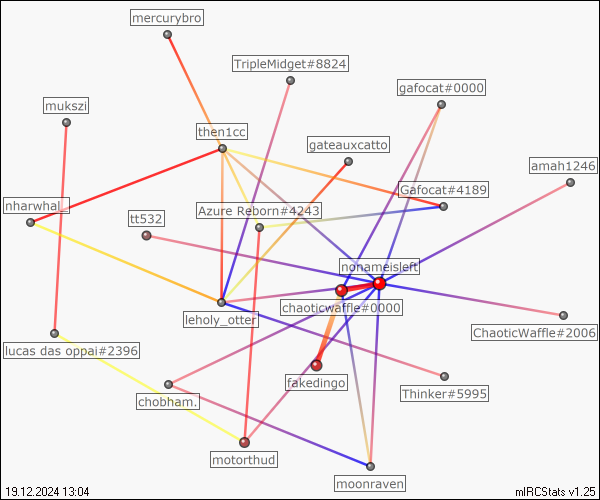 mercurybro
TripleMidget#8824
gafocat#0000
mukszi
then1cc
gateauxcatto
amah1246
Gafocat#4189
nharwhal_
Azure Reborn#4243
tt532
nonameisleft
chaoticwaffle#0000
leholy_otter
ChaoticWaffle#2006
lucas das oppai#2396
fakedingo
Thinker#5995
chobham.
motorthud
moonraven
19.12.2024 13:04
mIRCStats v1.25